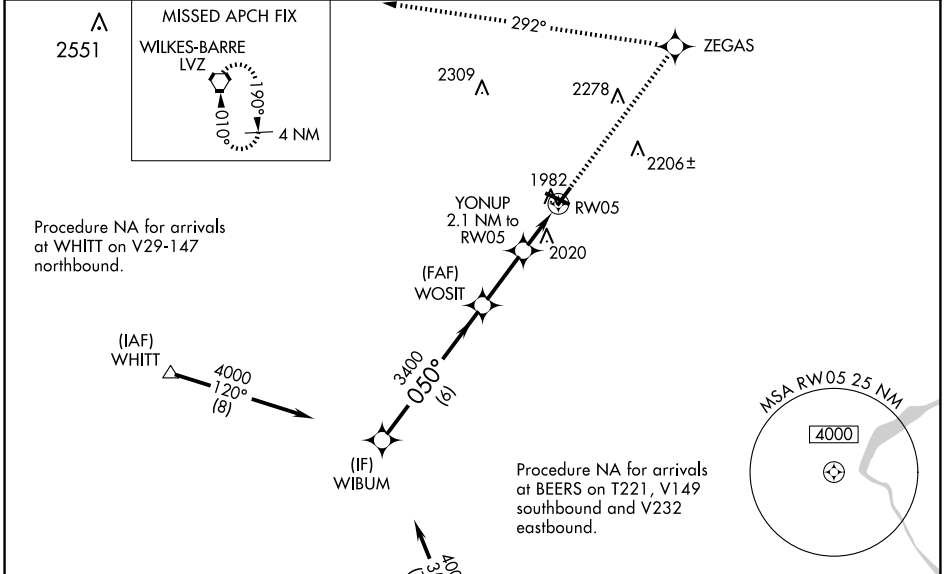 2551
MISSED APCH FIX
WILKES-BARRE
LVZ
190°
010°
4 NM
292°
ZEGAS
2309
2278
2206±
1982
RW05
YONUP
2.1 NM to
RW05
2020
Procedure NA for arrivals
at WHITT on V29-147
northbound.
(FAF)
WOSIT
(IAF)
WHITT
4000
120°
(8)
3400
050°
(6)
(IF)
WIBUM
Procedure NA for arrivals
at BEERS on T221, V149
southbound and V232
eastbound.
MSA RW05 25 NM
4000